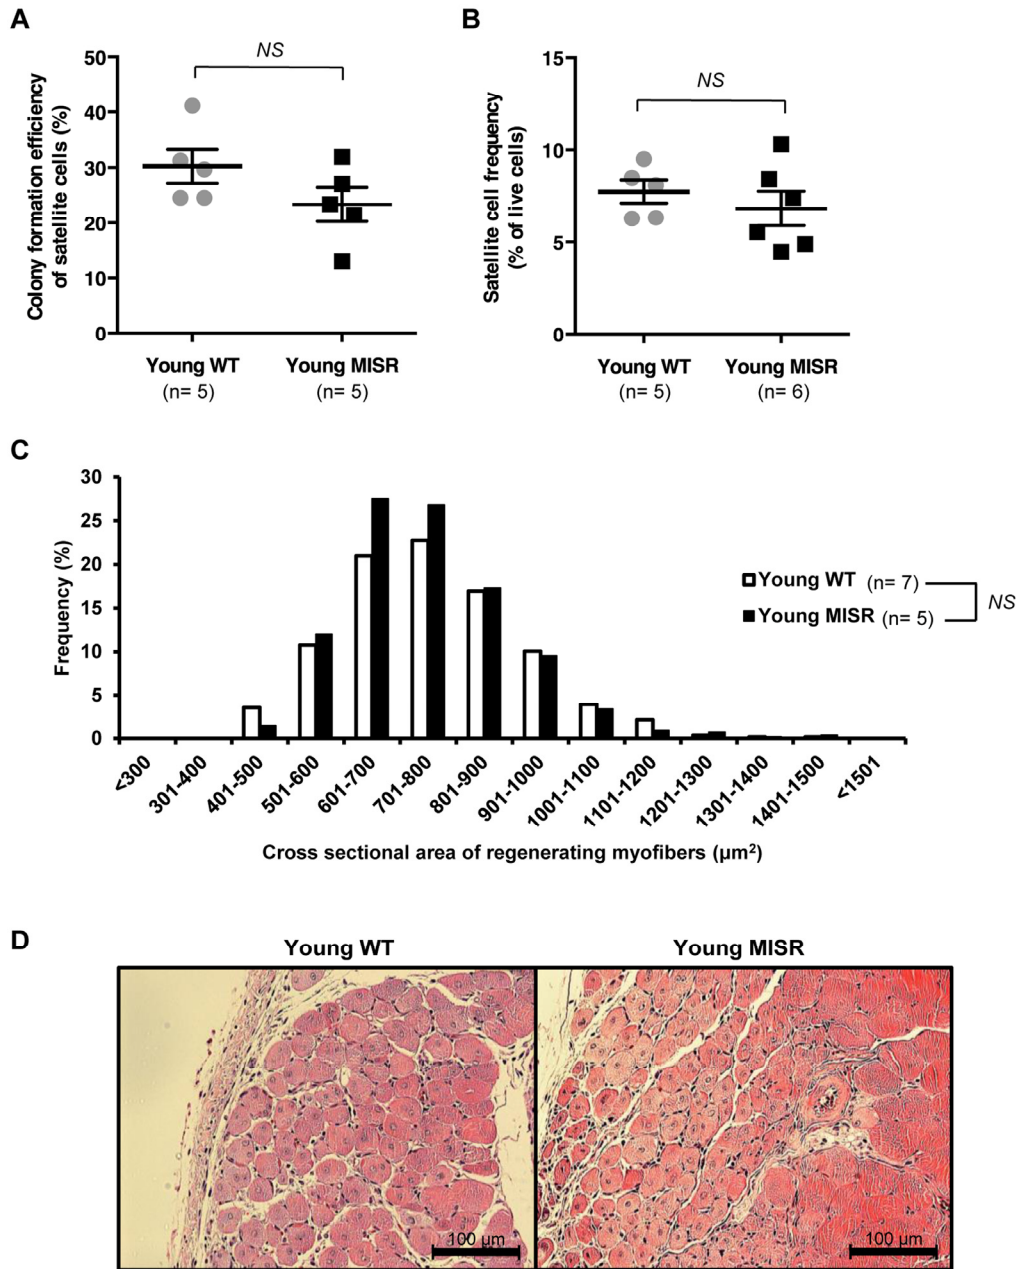 A
NS
50
40
30
20
10
0
Colony formation efficiency
of satellite cells (%)
Young WT
(n= 5)
Young MISR
(n= 5)
B
NS
15
10
5
0
Satellite cell frequency
(% of live cells)
Young WT
(n= 5)
Young MISR
(n= 6)
C
30
25
20
15
10
5
0
Frequency (%)
Young WT (n= 7)
Young MISR (n= 5)
NS
<300
301-400
401-500
501-600
601-700
701-800
801-900
901-1000
1001-1100
1101-1200
1201-1300
1301-1400
1401-1500
<1501
Cross sectional area of regenerating myofibers (µm²)
D
Young WT
Young MISR
100 µm
100 µm